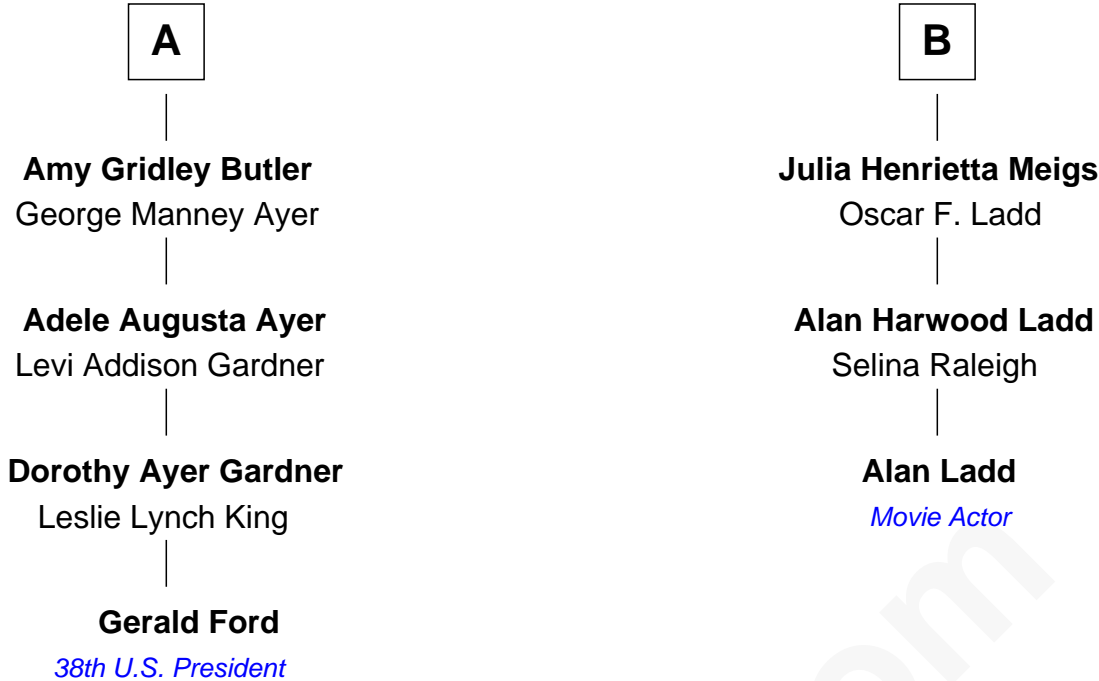 A
Amy Gridley Butler
George Manney Ayer
Adele Augusta Ayer
Levi Addison Gardner
Dorothy Ayer Gardner
Leslie Lynch King
Gerald Ford
38th U.S. President
B
Julia Henrietta Meigs
Oscar F. Ladd
Alan Harwood Ladd
Selina Raleigh
Alan Ladd
Movie Actor
om